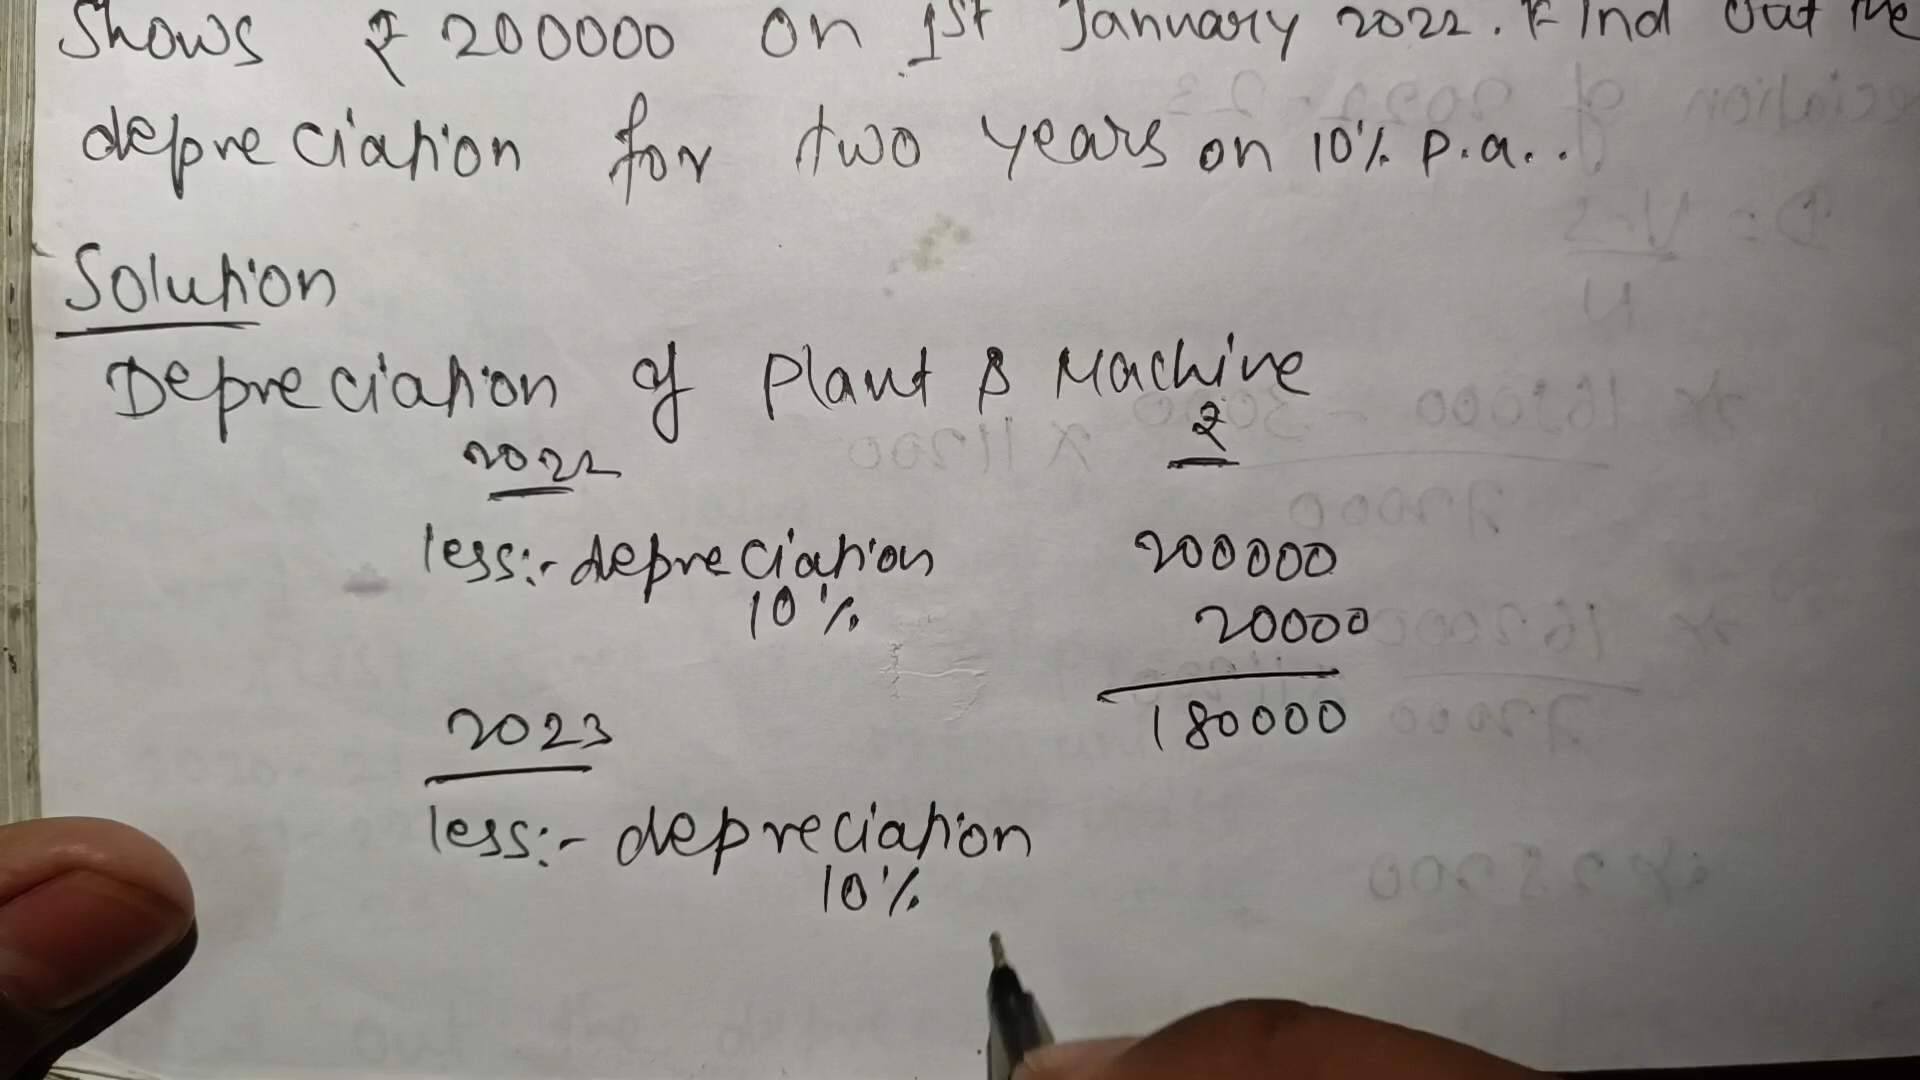 Shows ₹ 200000 on 1st January 2022. Find out the
depreciation for two years on 10% p.a..
Solution
Depreciation of Plant & Machine
2022 ₹
less:- depreciation 200000
10% 20000
180000
2023
less:- depreciation
10%